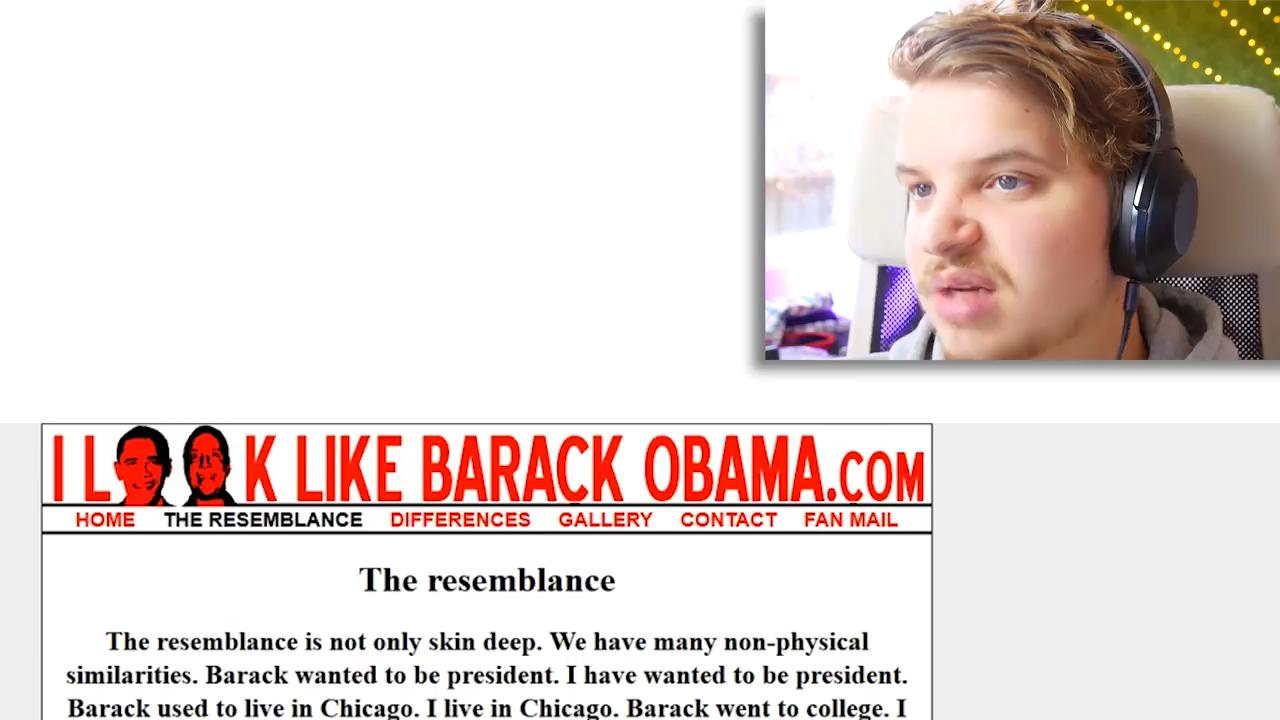 I LOOK LIKE BARACK OBAMA.COM
HOME THE RESEMBLANCE DIFFERENCES GALLERY CONTACT FAN MAIL
The resemblance
The resemblance is not only skin deep. We have many non-physical
similarities. Barack wanted to be president. I have wanted to be president.
Barack used to live in Chicago. I live in Chicago. Barack went to college. I